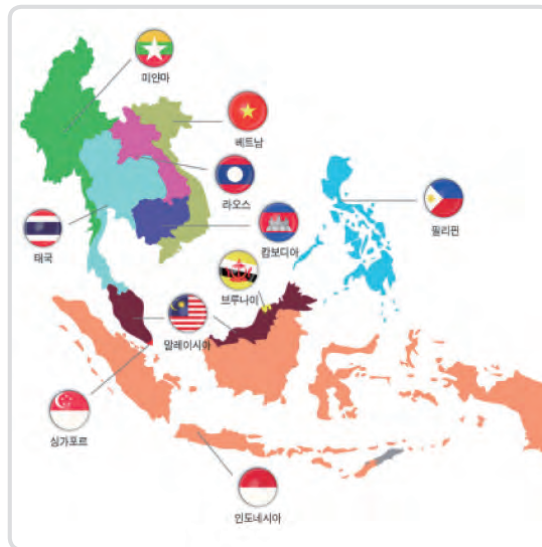 미얀마
베트남
라오스
필리핀
태국
캄보디아
브루나이
말레이시아
싱가포르
인도네시아